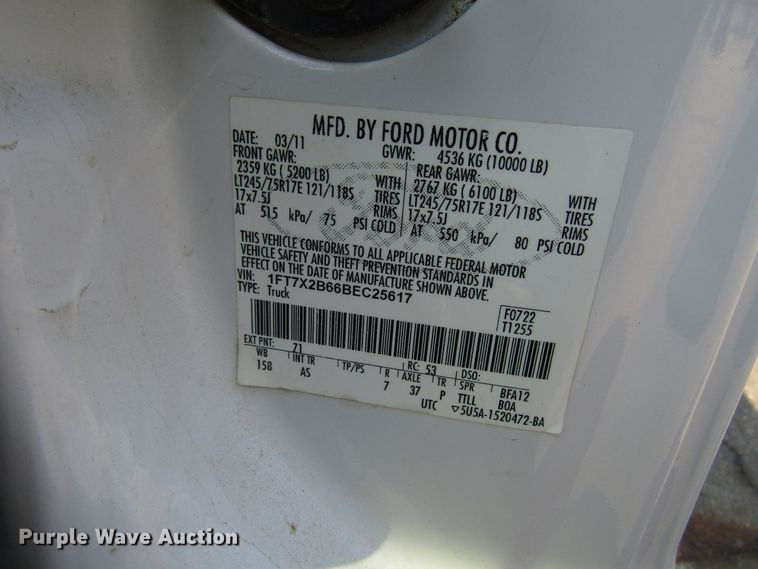 MFD. BY FORD MOTOR CO.
DATE: 03/11 GVWR: 4536 KG (10000 LB)
FRONT GAWR: REAR GAWR:
2359 KG ( 5200 LB) WITH 2767 KG ( 6100 LB) WITH
LT245/75R17E 121/118S TIRES LT245/75R17E 121/118S TIRES
17x7.5J RIMS 17x7.5J RIMS
AT 515 kPa/ 75 PSI COLD AT 550 kPa/ 80 PSI COLD
THIS VEHICLE CONFORMS TO ALL APPLICABLE FEDERAL MOTOR
VEHICLE SAFETY AND THEFT PREVENTION STANDARDS IN
EFFECT ON THE DATE OF MANUFACTURE SHOWN ABOVE.
VIN: 1FT7X2B66BEC25617
TYPE: Truck
F0722
T1255
EXT PNT: Z1 RC: 53 DSO:
WB INT TR TP/PS R AXLE TR SPR BFA12
158 AS 7 37 P TTLL BOA
UTC ▽5U5A-1520472-BA
Purple Wave Auction